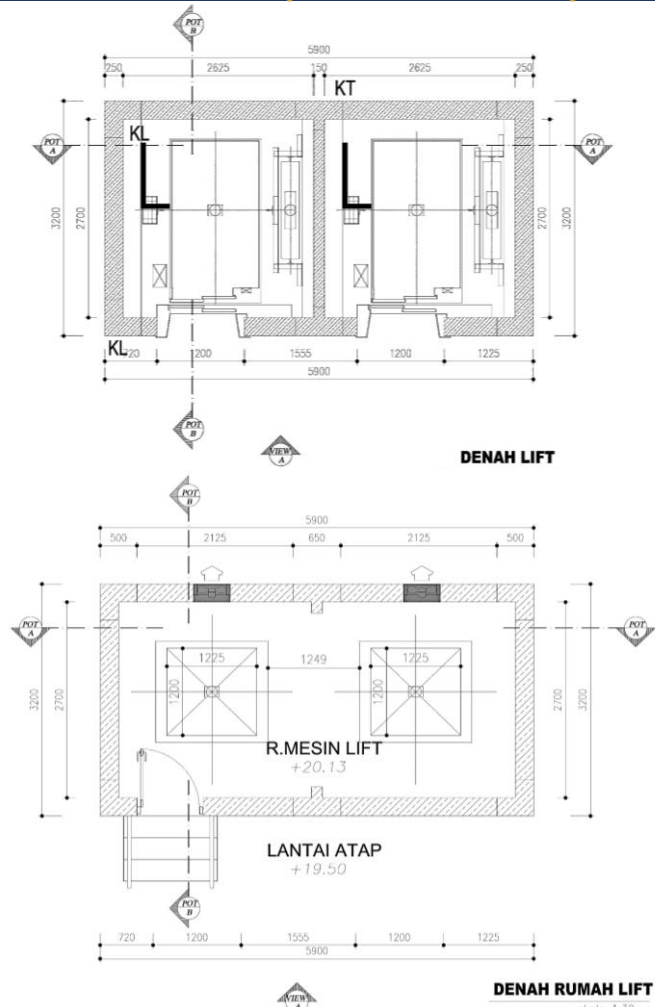 POT B
5900
250 2625 150 2625 250
KT
KL
POT A
POT A
3200
2700
2700
3200
KL
720 1200 1555 1200 1225
5900
POT B
VIEW A
DENAH LIFT
POT B
5900
500 2125 650 2125 500
POT A
POT A
3200
2700
1225
1249
1225
1200
1200
2700
3200
R.MESIN LIFT
+20.13
LANTAI ATAP
+19.50
POT B
720 1200 1555 1200 1225
5900
VIEW A
DENAH RUMAH LIFT